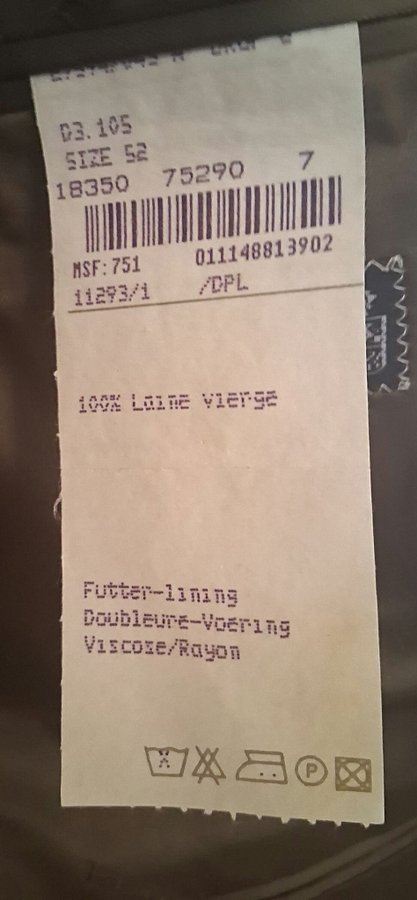 D3.105
SIZE 52
18350 75290 7
MSF:751 011148813902
11293/1 /DPL
100% Laine vierge
Futter-lining
Doubleure-Voering
Viscose/Rayon
P